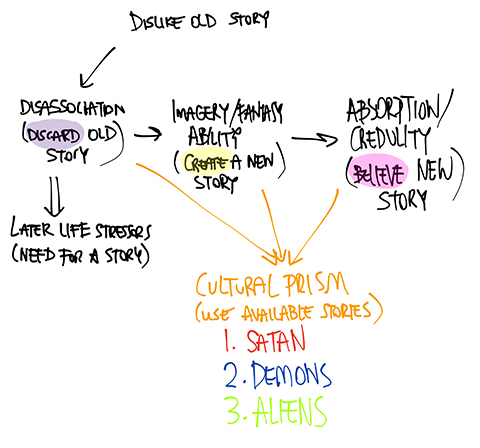 DISLIKE OLD STORY
DISASSOCIATION
(DISCARD OLD
STORY)
IMAGERY/FANTASY
ABILITY
(CREATE A NEW
STORY)
ABSORPTION/
CREDULITY
(BELIEVE NEW
STORY)
LATER LIFE STRESSORS
(NEED FOR A STORY)
CULTURAL PRISM
(USE AVAILABLE STORIES)
1. SATAN
2. DEMONS
3. ALIENS